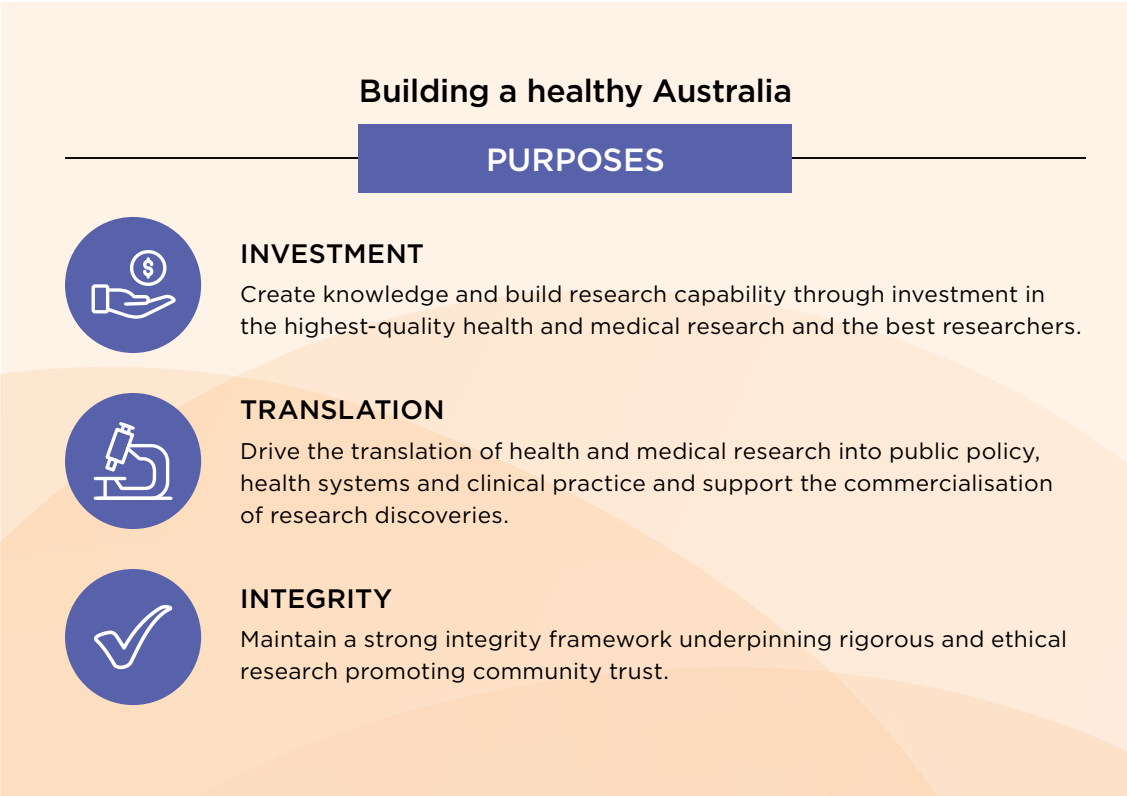 Building a healthy Australia
PURPOSES
$
INVESTMENT
Create knowledge and build research capability through investment in
the highest-quality health and medical research and the best researchers.
TRANSLATION
Drive the translation of health and medical research into public policy,
health systems and clinical practice and support the commercialisation
of research discoveries.
INTEGRITY
Maintain a strong integrity framework underpinning rigorous and ethical
research promoting community trust.